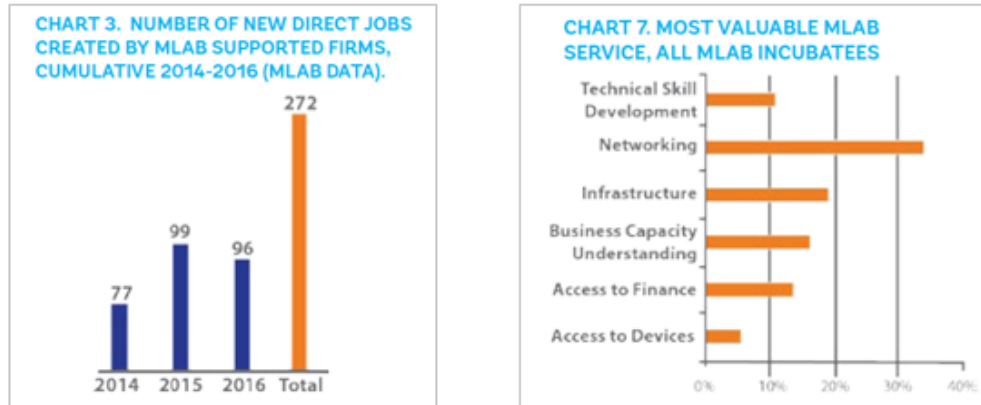 CHART 3. NUMBER OF NEW DIRECT JOBS
CREATED BY MLAB SUPPORTED FIRMS,
CUMULATIVE 2014-2016 (MLAB DATA).
272
99
96
77
2014 2015 2016 Total
CHART 7. MOST VALUABLE MLAB
SERVICE, ALL MLAB INCUBATEES
Technical Skill
Development
Networking
Infrastructure
Business Capacity
Understanding
Access to Finance
Access to Devices
0% 10% 20% 30% 40%